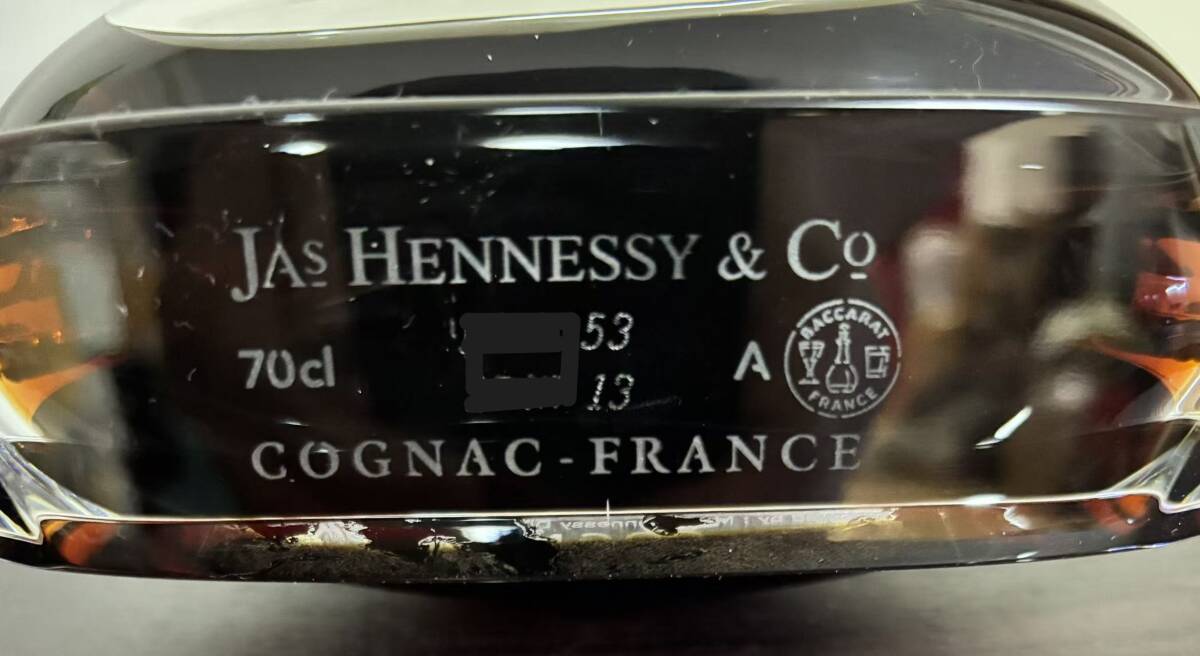 JAS HENNESSY & Co
53
70cl
13
A
BACCARAT
FRANCE
COGNAC - FRANCE